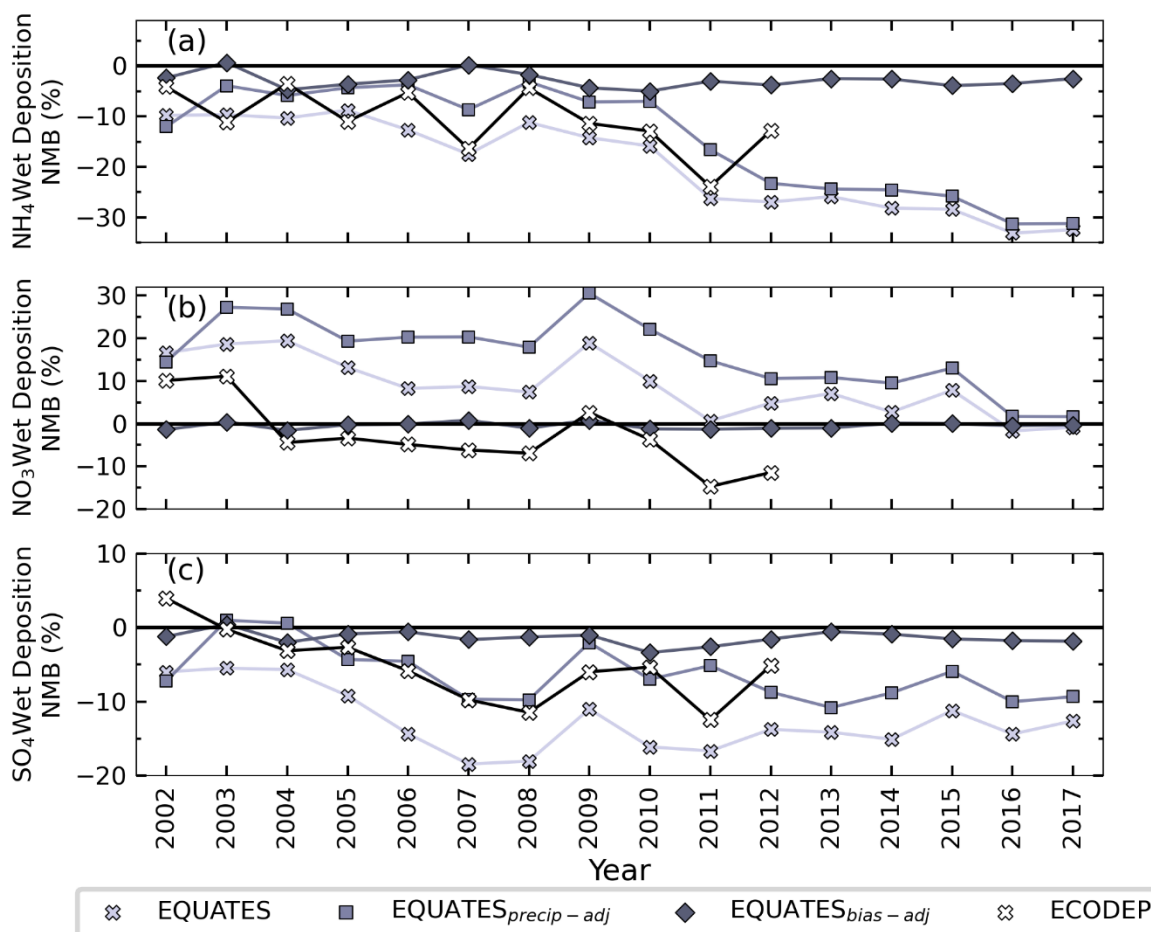 (a)
NH₄Wet Deposition
NMB (%)
0
−10
−20
−30
(b)
NO₃Wet Deposition
NMB (%)
30
20
10
0
−10
−20
(c)
SO₄Wet Deposition
NMB (%)
10
0
−10
−20
2002 2003 2004 2005 2006 2007 2008 2009 2010 2011 2012 2013 2014 2015 2016 2017
Year
EQUATES EQUATESprecip−adj EQUATESbias−adj ECODEP